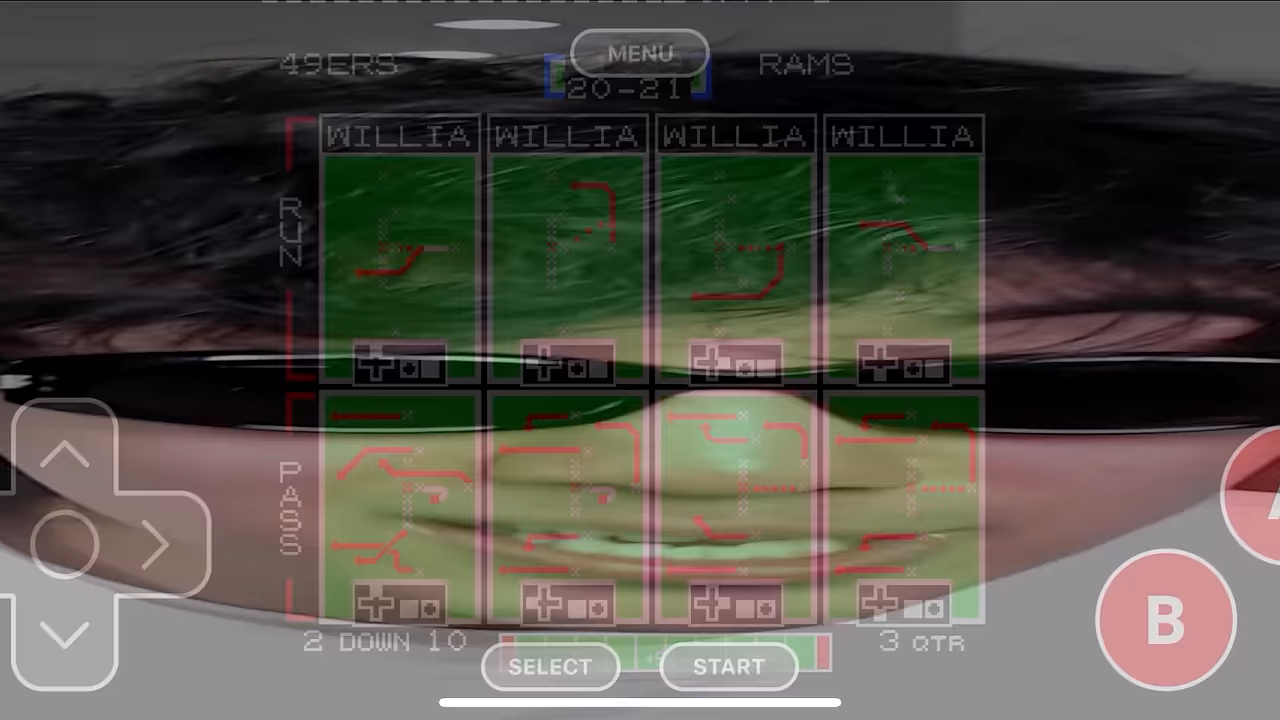 MENU
49ERS
RAMS
20-21
WILLIA WILLIA WILLIA WILLIA
RUN
PASS
2 DOWN 10
3 QTR
SELECT
START
B